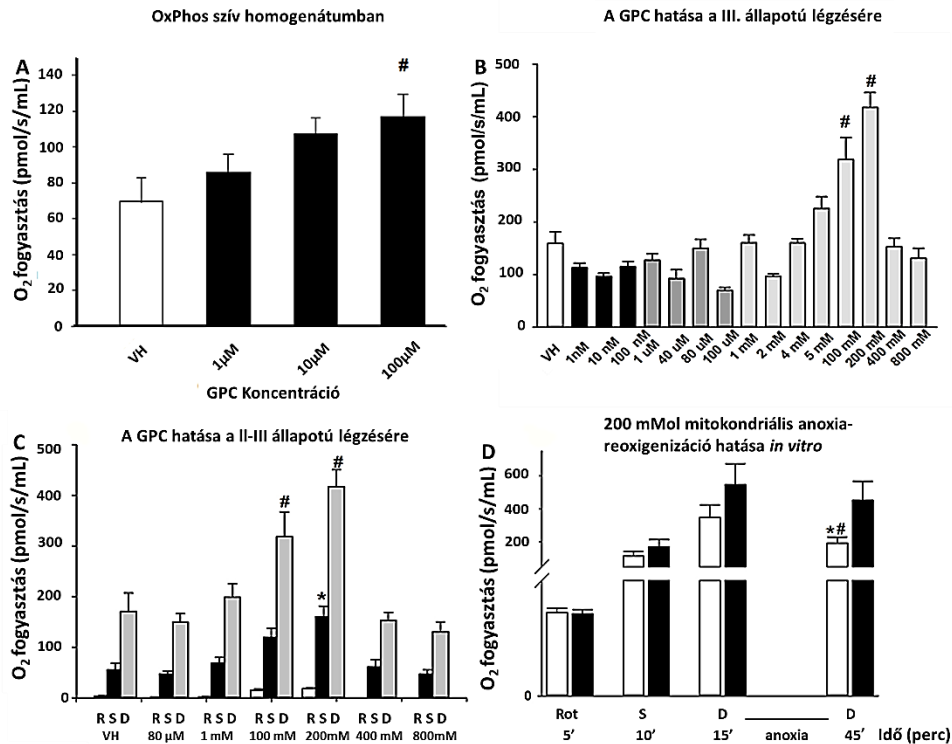 OxPhos szív homogenátumban
A
O2 fogyasztás (pmol/s/mL)
140
120
100
80
60
40
20
0
#
VH
1µM
10µM
100µM
GPC Koncentráció
A GPC hatása a III. állapotú légzésére
B
O2 fogyasztás (pmol/s/mL)
500
400
300
200
100
0
#
#
VH
1nM
10 nM
100 nM
1 uM
40 uM
80 uM
100 uM
1 mM
2 mM
4 mM
5 mM
100 mM
200 mM
400 mM
800 mM
C
A GPC hatása a ll-III állapotú légzésére
O2 fogyasztás (pmol/s/mL)
500
400
300
200
100
0
#
*
#
R S D R S D R S D R S D R S D R S D R S D
VH 80 µM 1 mM 100 mM 200mM 400 mM 800mM
200 mMol mitokondriális anoxia-
reoxigenizáció hatása in vitro
D
O2 fogyasztás (pmol/s/mL)
600
400
200
0
*#
Rot S D D
5' 10' 15' anoxia 45' Idő (perc)